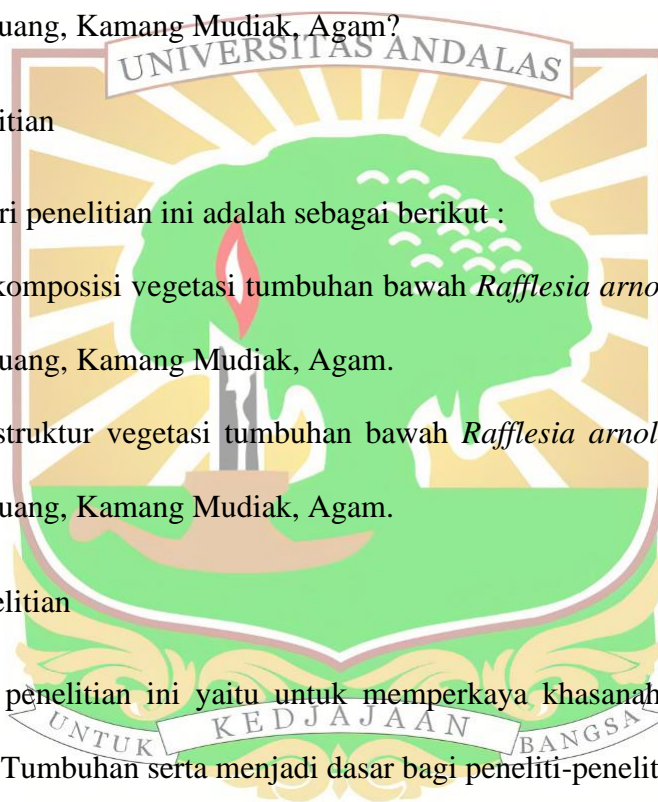 uang, Kamang Mudiak, Agam?
UNIVERSITAS ANDALAS
itian
ri penelitian ini adalah sebagai berikut :
komposisi vegetasi tumbuhan bawah Rafflesia arno
uang, Kamang Mudiak, Agam.
struktur vegetasi tumbuhan bawah Rafflesia arnol
uang, Kamang Mudiak, Agam.
elitian
penelitian ini yaitu untuk memperkaya khasanah
UNTUK KEDJAJAAN BANGSA
Tumbuhan serta menjadi dasar bagi peneliti-penelit